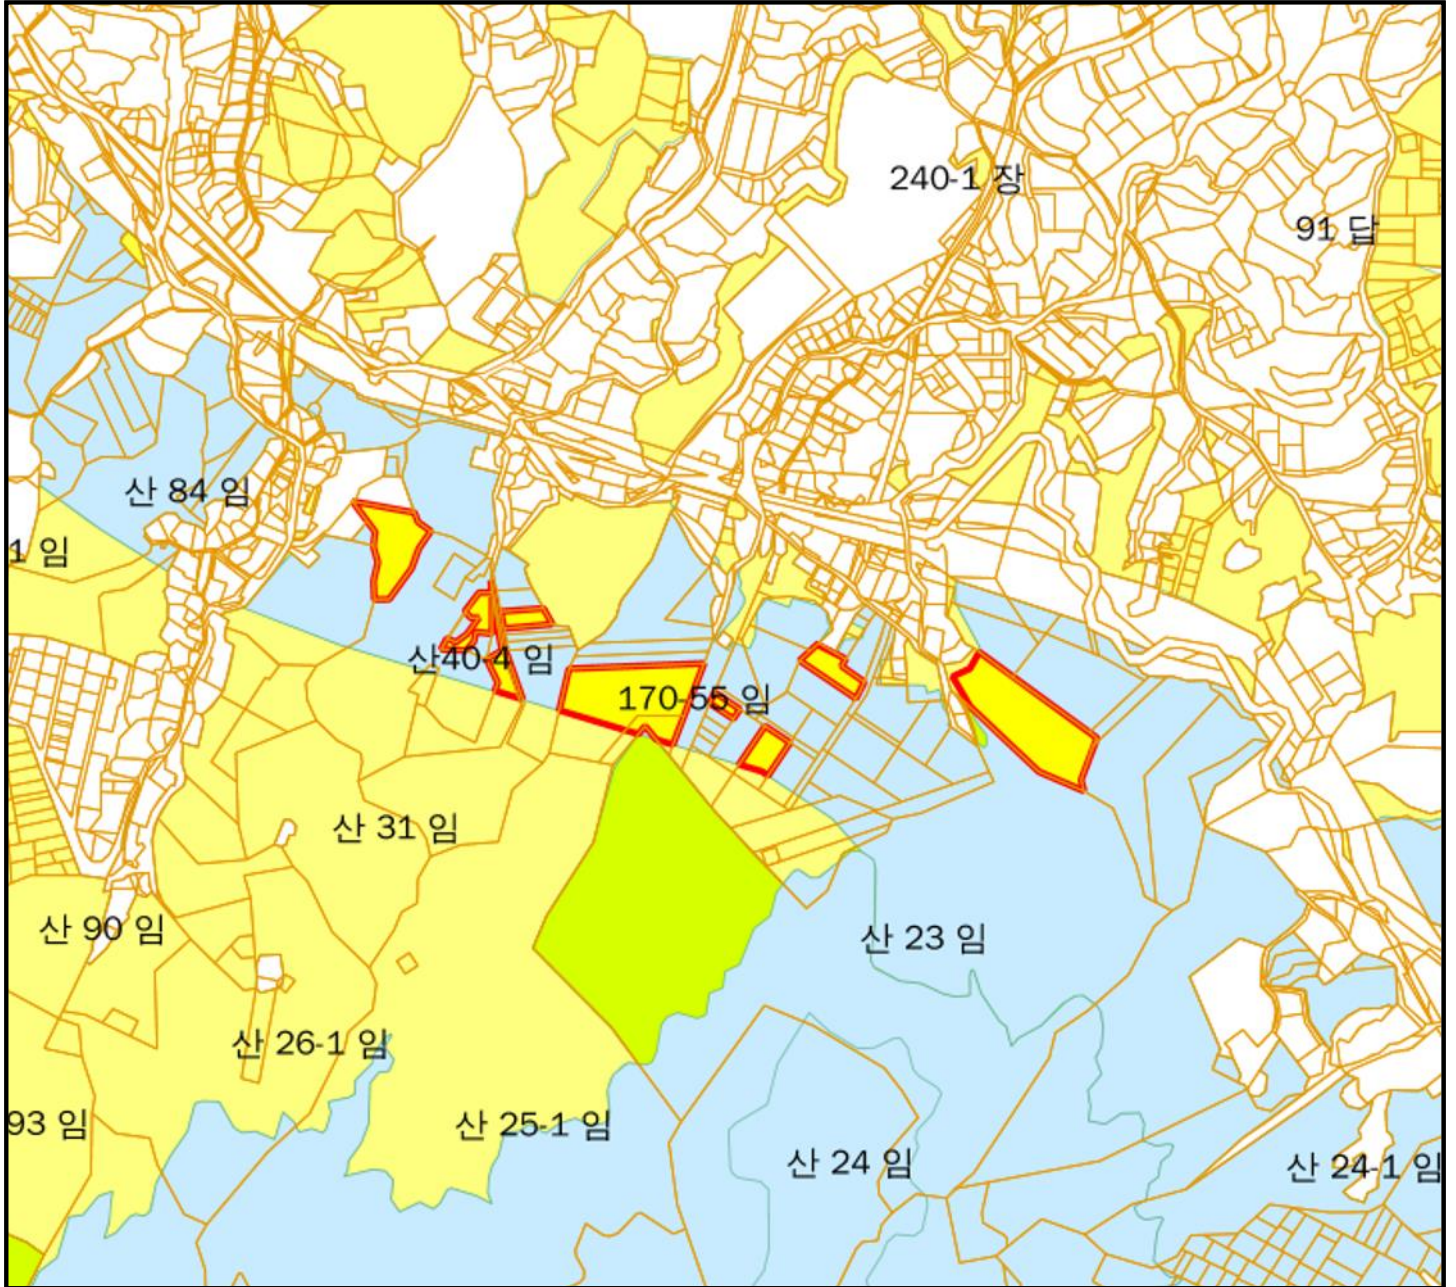 240-1 장
91 답
산 84 임
1 임
산40-4 임
170-55 임
산 31 임
산 90 임
산 23 임
산 26-1 임
93 임
산 25-1 임
산 24 임
산 24-1 임